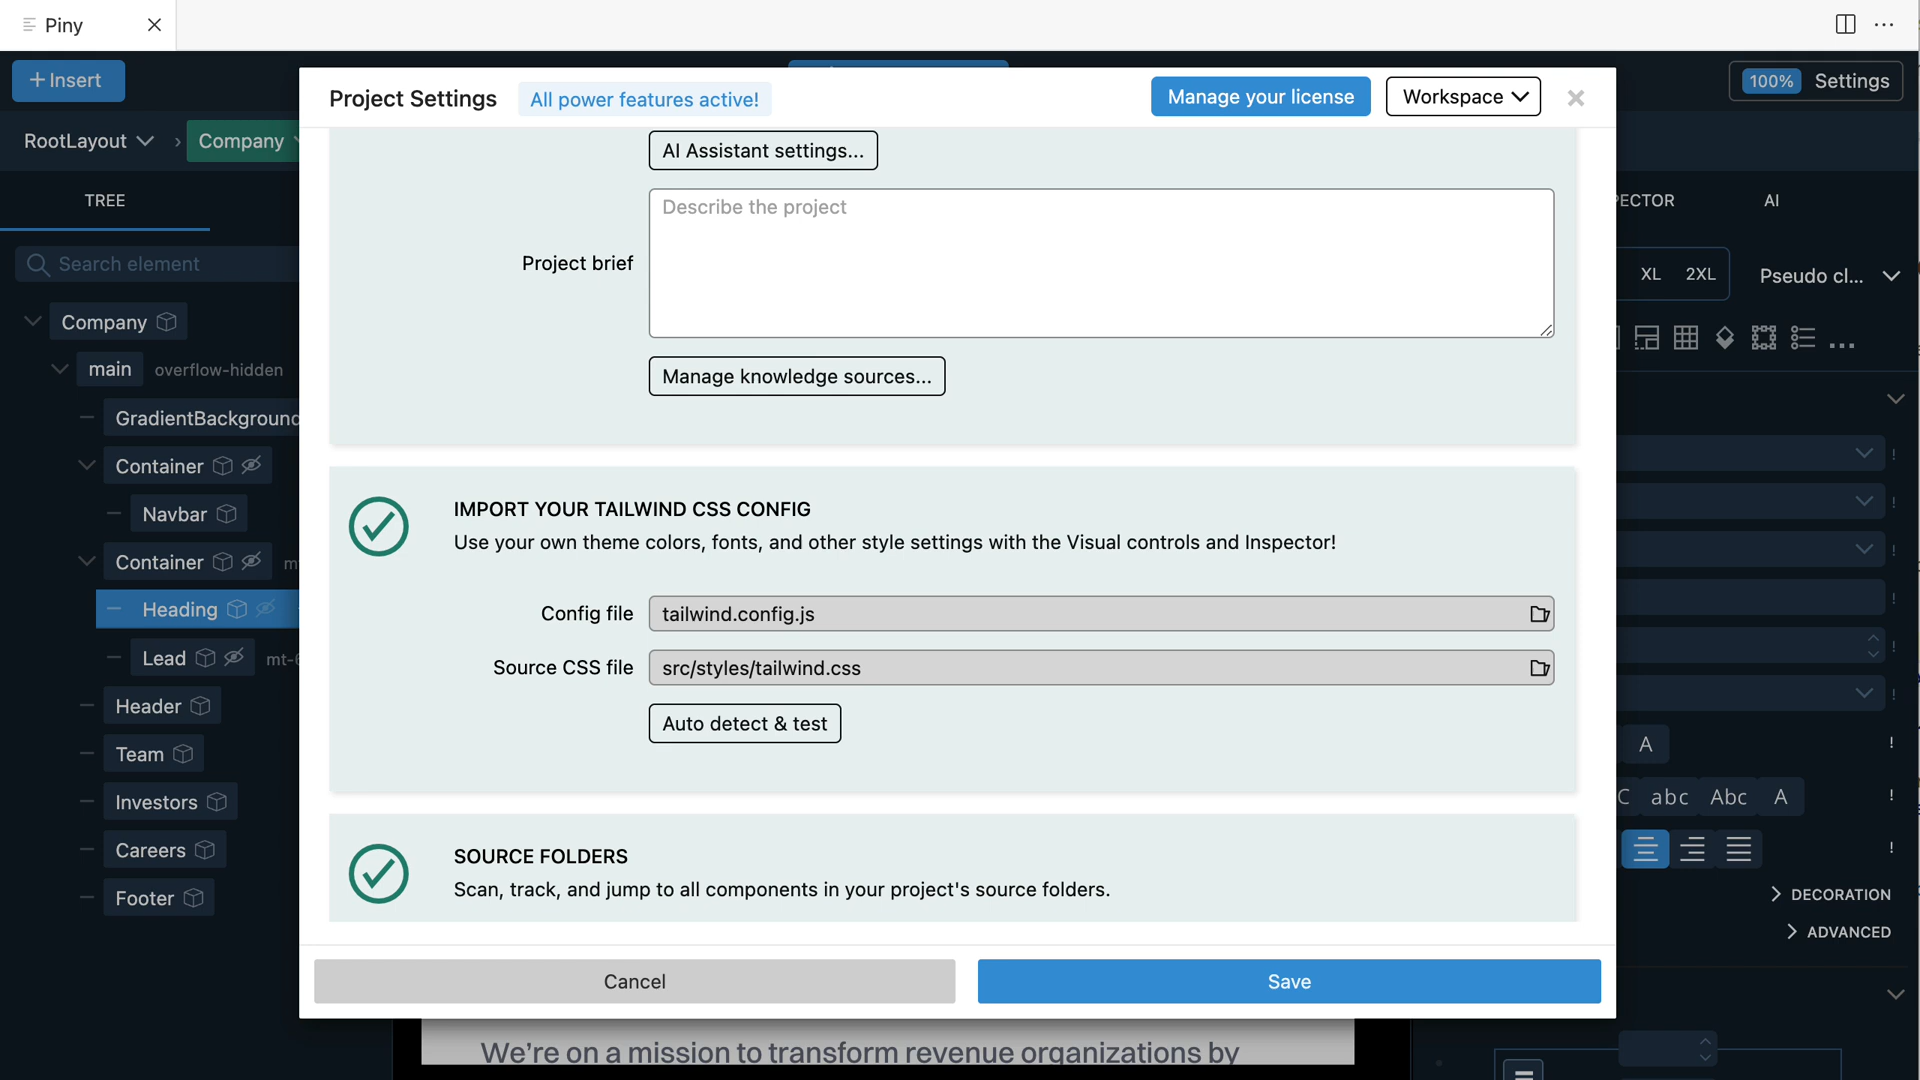 Piny
+ Insert
100% Settings
Project Settings
All power features active!
Manage your license
Workspace
RootLayout
Company
TREE
Search element
Company
main overflow-hidden
GradientBackground
Container
Navbar
Container
Heading
Lead
Header
Team
Investors
Careers
Footer
AI Assistant settings...
Describe the project
Project brief
Manage knowledge sources...
IMPORT YOUR TAILWIND CSS CONFIG
Use your own theme colors, fonts, and other style settings with the Visual controls and Inspector!
Config file tailwind.config.js
Source CSS file src/styles/tailwind.css
Auto detect & test
SOURCE FOLDERS
Scan, track, and jump to all components in your project's source folders.
Cancel
Save
PECTOR
AI
XL 2XL
Pseudo cl...
!
!
!
!
!
!
A !
C abc Abc A !
!
DECORATION
ADVANCED
We're on a mission to transform revenue organizations by